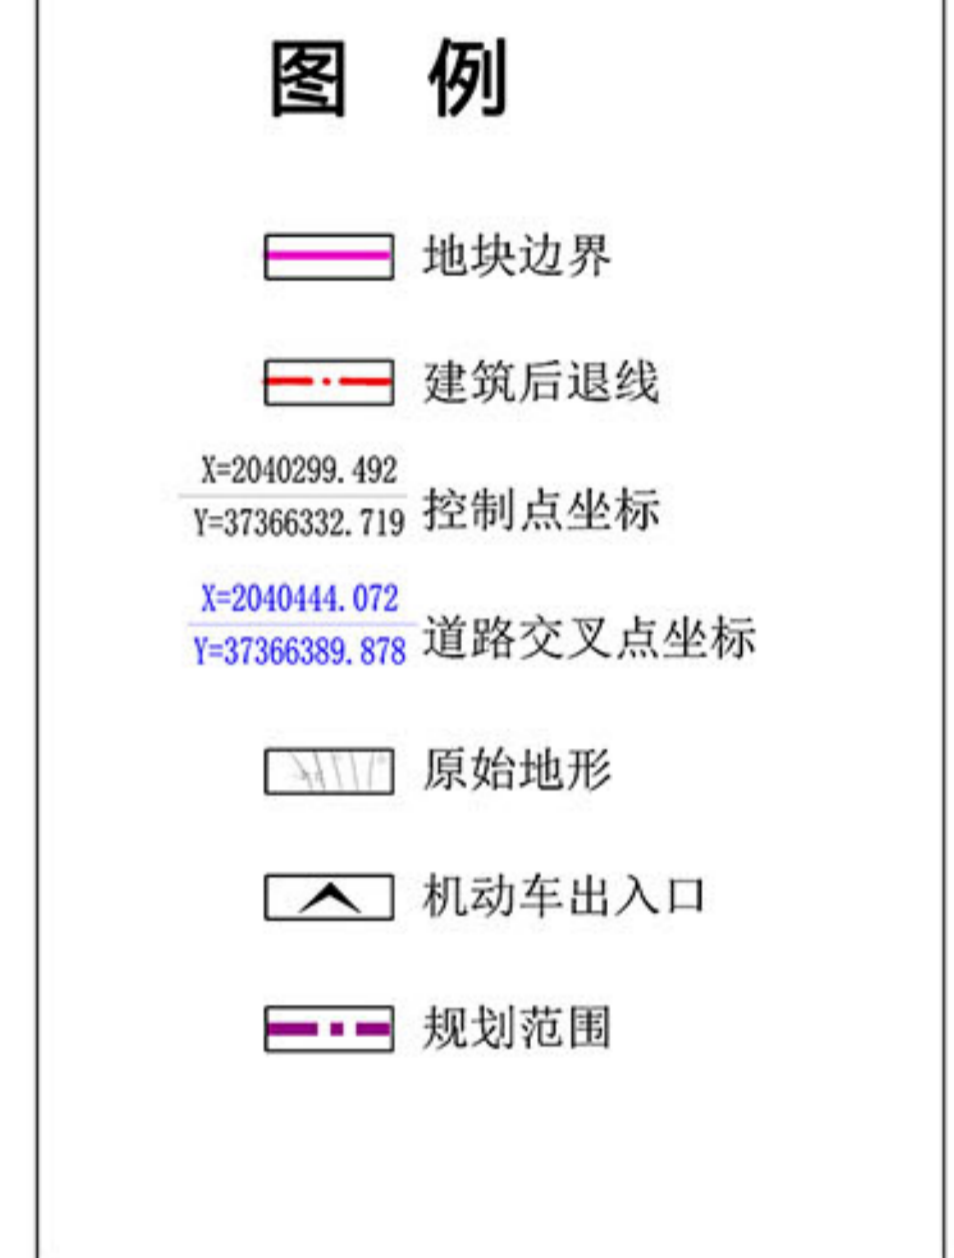 图 例
地块边界
建筑后退线
X=2040299.492
Y=37366332.719
控制点坐标
X=2040444.072
Y=37366389.878
道路交叉点坐标
原始地形
机动车出入口
规划范围